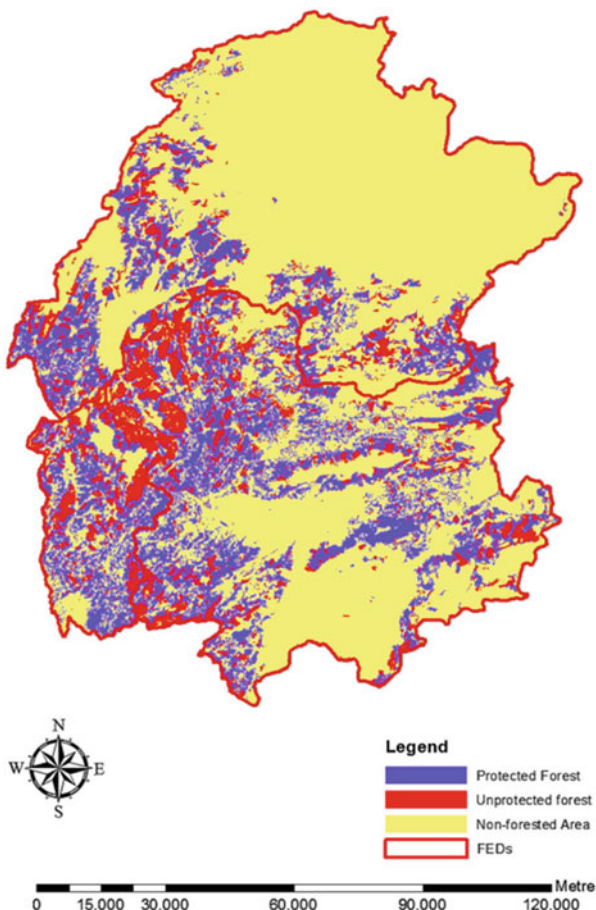 N
W E
S
Legend
Protected Forest
Unprotected forest
Non-forested Area
FEDs
Metre
0 15.000 30.000 60.000 90.000 120.000